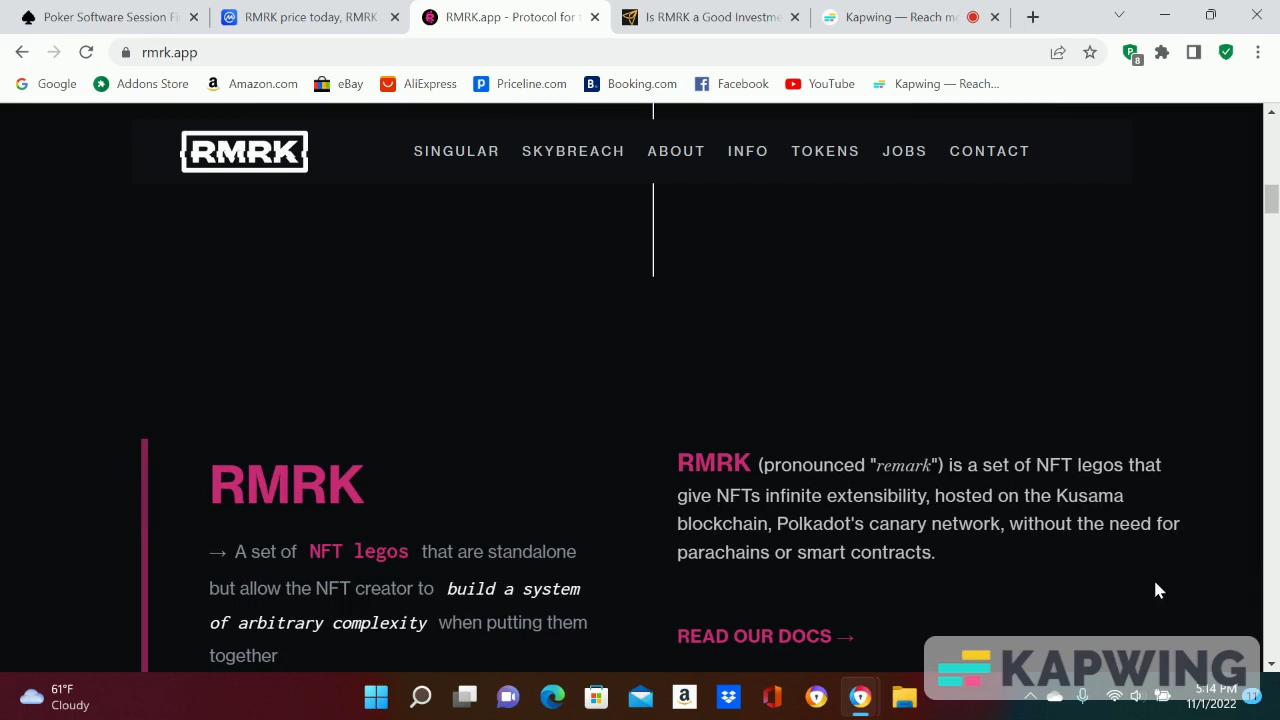 Poker Software Session Fi
RMRK price today, RMRK
RMRK.app - Protocol for
Is RMRK a Good Investme
Kapwing — Reach m
rmrk.app
8
Google
Addons Store
Amazon.com
eBay
AliExpress
Priceline.com
Booking.com
Facebook
YouTube
Kapwing — Reach...
RMRK
SINGULAR SKYBREACH ABOUT INFO TOKENS JOBS CONTACT
RMRK
→ A set of NFT legos that are standalone
but allow the NFT creator to build a system
of arbitrary complexity when putting them
together
RMRK (pronounced "remark") is a set of NFT legos that
give NFTs infinite extensibility, hosted on the Kusama
blockchain, Polkadot's canary network, without the need for
parachains or smart contracts.
READ OUR DOCS →
KAPWING
61°F
Cloudy
5:14 PM
11/1/2022
11